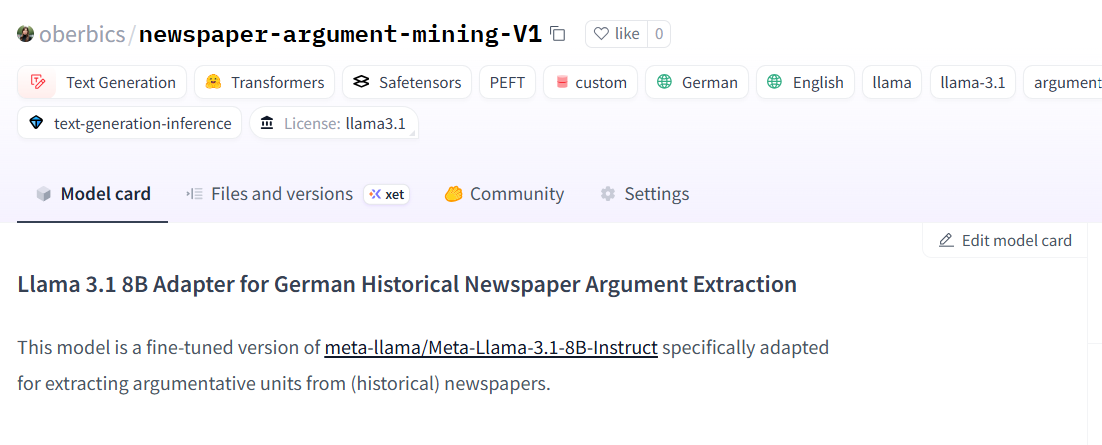 oberbics/newspaper-argument-mining-V1 like 0
Text Generation Transformers Safetensors PEFT custom German English llama llama-3.1 argument
text-generation-inference License: llama3.1
Model card Files and versions xet Community Settings
Edit model card
Llama 3.1 8B Adapter for German Historical Newspaper Argument Extraction
This model is a fine-tuned version of meta-llama/Meta-Llama-3.1-8B-Instruct specifically adapted
for extracting argumentative units from (historical) newspapers.